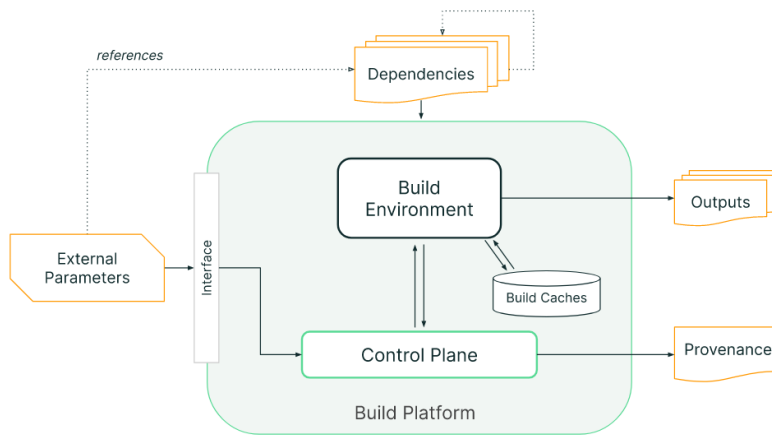 references
Dependencies
Build
Environment
Outputs
External
Parameters
Interface
Build Caches
Control Plane
Provenance
Build Platform